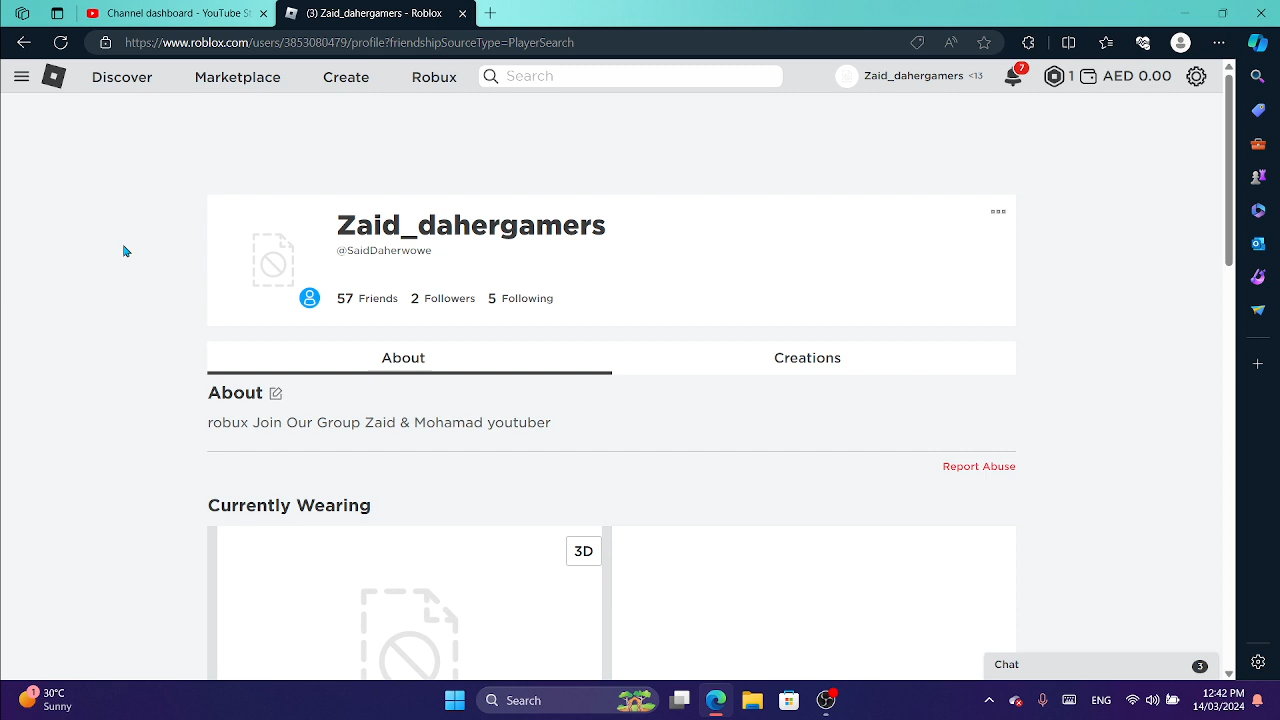 Channel dashboard - YouTube St
(3) Zaid_dahergamers - Roblox
https://www.roblox.com/users/3853080479/profile?friendshipSourceType=PlayerSearch
Discover Marketplace Create Robux Search Zaid_dahergamers <13 7 1 AED 0.00
Zaid_dahergamers
@SaidDaherwowe
57 Friends 2 Followers 5 Following
About Creations
About
robux Join Our Group Zaid & Mohamad youtuber
Report Abuse
Currently Wearing
3D
Chat 3
1 30°C
Sunny
Search
ENG
12:42 PM
14/03/2024